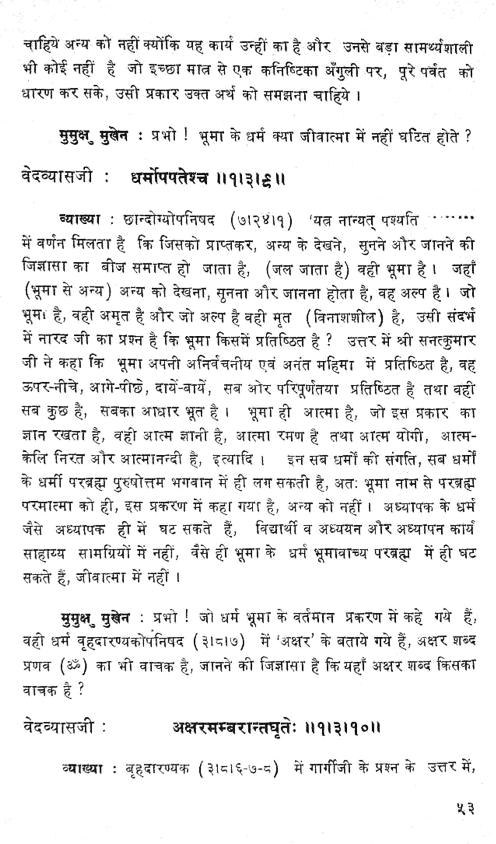 चाहिये अन्य को नहीं क्योंकि यह कार्य उन्हीं का है और उनसे बड़ा सामर्थ्यशाली
भी कोई नहीं है जो इच्छा मात्र से एक कनिष्टिका अँगुली पर, पूरे पर्वत को
धारण कर सके, उसी प्रकार उक्त अर्थ को समझना चाहिये ।
मुमुक्षु मुखेन : प्रभो ! भूमा के धर्म क्या जीवात्मा में नहीं घटित होते ?
वेदव्यासजी : धर्मोपपतेश्च ॥१।३।९॥
व्याख्या : छान्दोग्योपनिषद (७।२४।१) 'यत्र नान्यत् पश्यति ........
में वर्णन मिलता है कि जिसको प्राप्तकर, अन्य के देखने, सुनने और जानने की
जिज्ञासा का बीज समाप्त हो जाता है, (जल जाता है) वही भूमा है । जहाँ
(भूमा से अन्य) अन्य को देखना, सुनना और जानना होता है, वह अल्प है । जो
भूमा है, वही अमृत है और जो अल्प है वही मृत (विनाशशील) है, उसी संदर्भ
में नारद जी का प्रश्न है कि भूमा किसमें प्रतिष्ठित है ? उत्तर में श्री सनत्कुमार
जी ने कहा कि भूमा अपनी अनिर्वचनीय एवं अनंत महिमा में प्रतिष्ठित है, वह
ऊपर-नीचे, आगे-पीछे, दायें-बायें, सब ओर परिपूर्णतया प्रतिष्ठित है तथा वही
सब कुछ है, सबका आधार भूत है । भूमा ही आत्मा है, जो इस प्रकार का
ज्ञान रखता है, वही आत्म ज्ञानी है, आत्मा रमण है तथा आत्म योगी, आत्म-
केलि निरत और आत्मानन्दी है, इत्यादि । इन सब धर्मों की संगति, सब धर्मों
के धर्मी परब्रह्म पुरुषोत्तम भगवान में ही लग सकती है, अतः भूमा नाम से परब्रह्म
परमात्मा को ही, इस प्रकरण में कहा गया है, अन्य को नहीं । अध्यापक के धर्म
जैसे अध्यापक ही में घट सकते हैं, विद्यार्थी व अध्ययन और अध्यापन कार्य
साहाय्य सामग्रियों में नहीं, वैसे ही भूमा के धर्म भूमावाच्य परब्रह्म में ही घट
सकते हैं, जीवात्मा में नहीं ।
मुमुक्षु मुखेन : प्रभो ! जो धर्म भूमा के वर्तमान प्रकरण में कहे गये हैं,
वही धर्म वृहदारण्यकोपनिषद (३।८।७) में 'अक्षर' के बताये गये हैं, अक्षर शब्द
प्रणव (ॐ) का भी वाचक है, जानने की जिज्ञासा है कि यहाँ अक्षर शब्द किसका
वाचक है ?
वेदव्यासजी : अक्षरमम्बरान्तधृतेः ॥१।३।१०॥
व्याख्या : बृहदारण्यक (३।८।६-७-८) में गार्गीजी के प्रश्न के उत्तर में,
५३